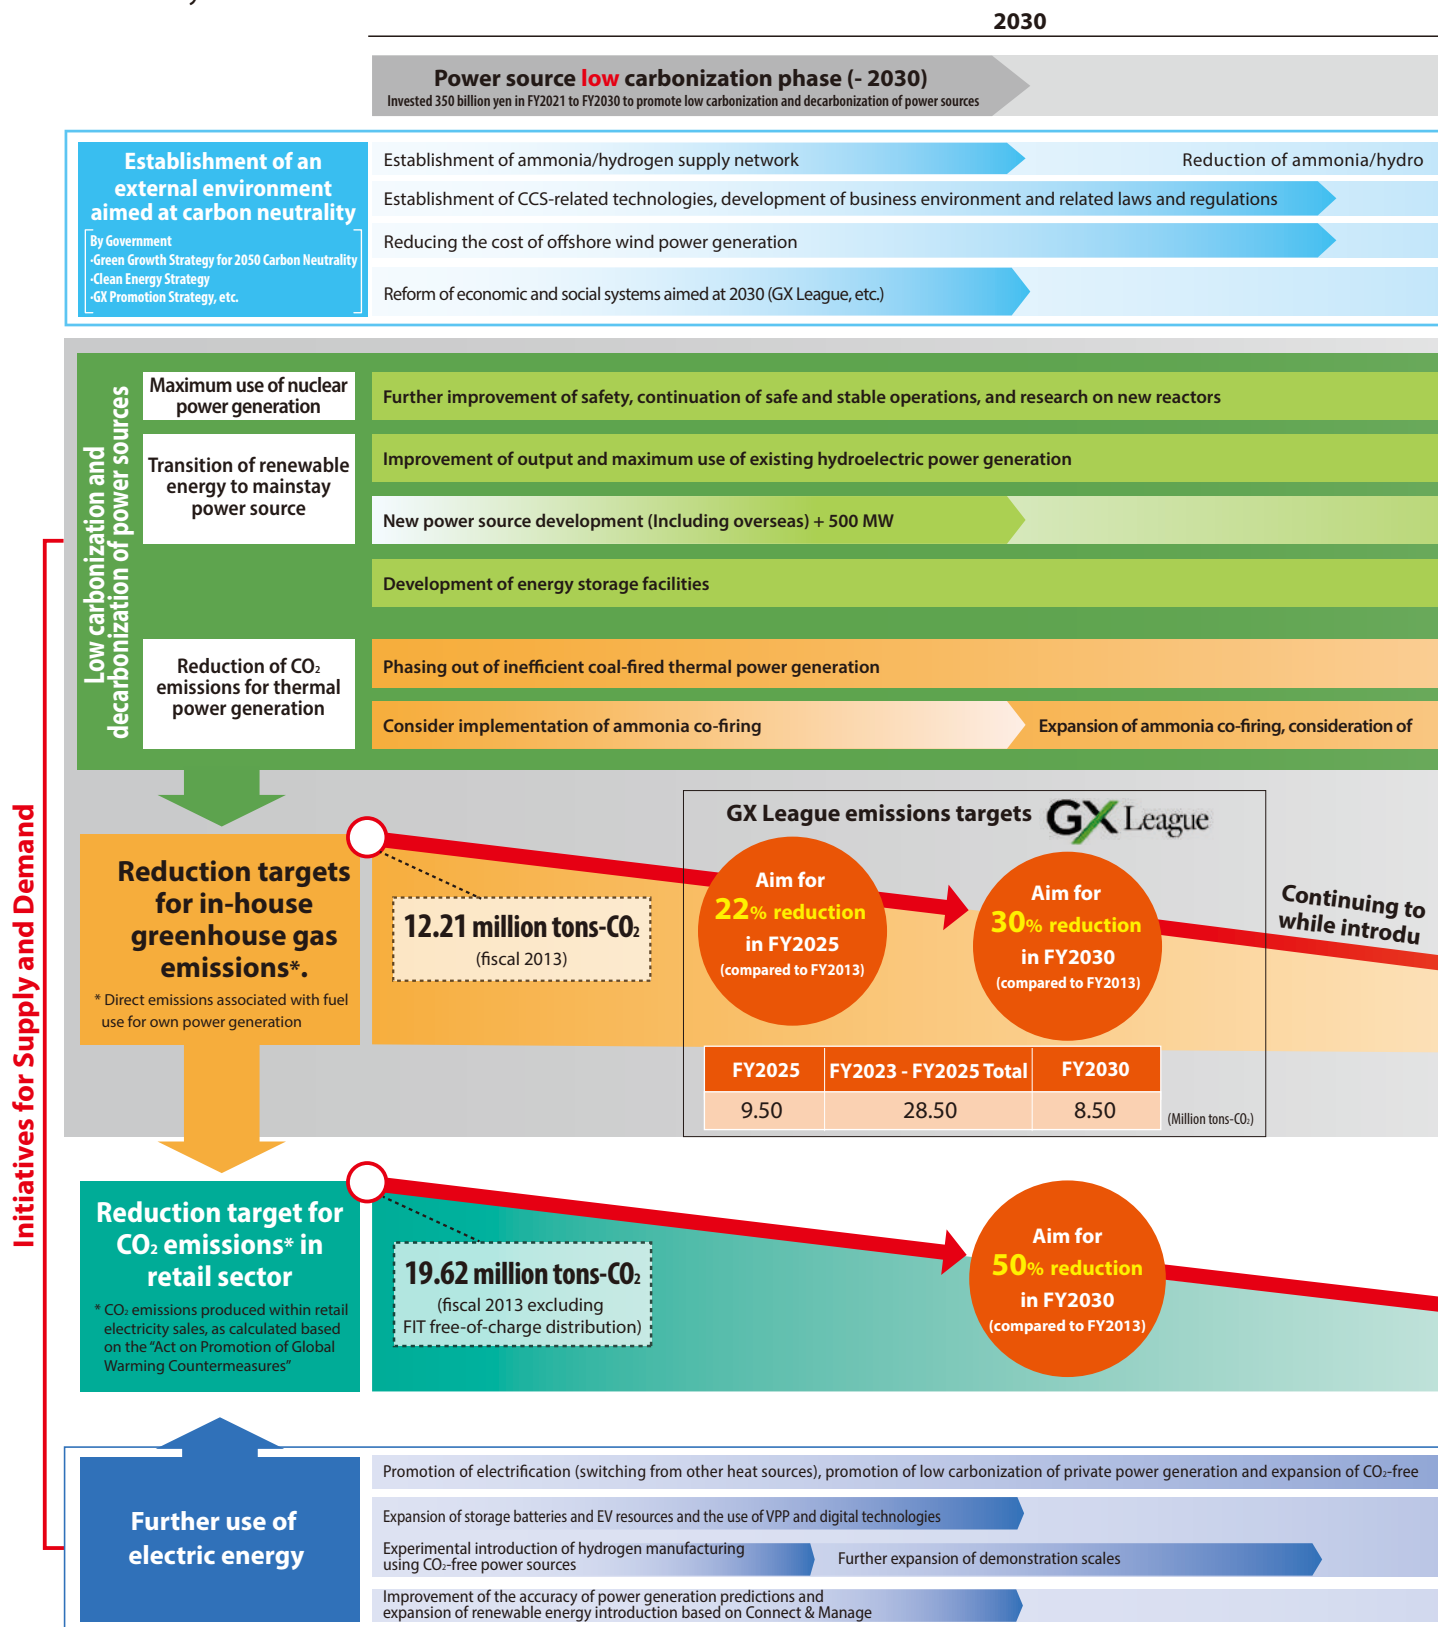 2030
Power source low carbonization phase (- 2030)
Invested 350 billion yen in FY2021 to FY2030 to promote low carbonization and decarbonization of power sources
Establishment of an
external environment
aimed at carbon neutrality
By Government
·Green Growth Strategy for 2050 Carbon Neutrality
·Clean Energy Strategy
·GX Promotion Strategy, etc.
Establishment of ammonia/hydrogen supply network
Reduction of ammonia/hydro
Establishment of CCS-related technologies, development of business environment and related laws and regulations
Reducing the cost of offshore wind power generation
Reform of economic and social systems aimed at 2030 (GX League, etc.)
Initiatives for Supply and Demand
Low carbonization and
decarbonization of power sources
Maximum use of nuclear
power generation
Further improvement of safety, continuation of safe and stable operations, and research on new reactors
Transition of renewable
energy to mainstay
power source
Improvement of output and maximum use of existing hydroelectric power generation
New power source development (Including overseas) + 500 MW
Development of energy storage facilities
Reduction of CO₂
emissions for thermal
power generation
Phasing out of inefficient coal-fired thermal power generation
Consider implementation of ammonia co-firing
Expansion of ammonia co-firing, consideration of
Reduction targets
for in-house
greenhouse gas
emissions*.
* Direct emissions associated with fuel
use for own power generation
12.21 million tons-CO₂
(fiscal 2013)
GX League emissions targets
GX League
Aim for
22% reduction
in FY2025
(compared to FY2013)
Aim for
30% reduction
in FY2030
(compared to FY2013)
Continuing to
while introdu
FY2025 FY2023 - FY2025 Total FY2030
9.50 28.50 8.50
(Million tons-CO₂)
Reduction target for
CO₂ emissions* in
retail sector
* CO₂ emissions produced within retail
electricity sales, as calculated based
on the “Act on Promotion of Global
Warming Countermeasures”
19.62 million tons-CO₂
(fiscal 2013 excluding
FIT free-of-charge distribution)
Aim for
50% reduction
in FY2030
(compared to FY2013)
Further use of
electric energy
Promotion of electrification (switching from other heat sources), promotion of low carbonization of private power generation and expansion of CO₂-free
Expansion of storage batteries and EV resources and the use of VPP and digital technologies
Experimental introduction of hydrogen manufacturing
using CO₂-free power sources
Further expansion of demonstration scales
Improvement of the accuracy of power generation predictions and
expansion of renewable energy introduction based on Connect & Manage